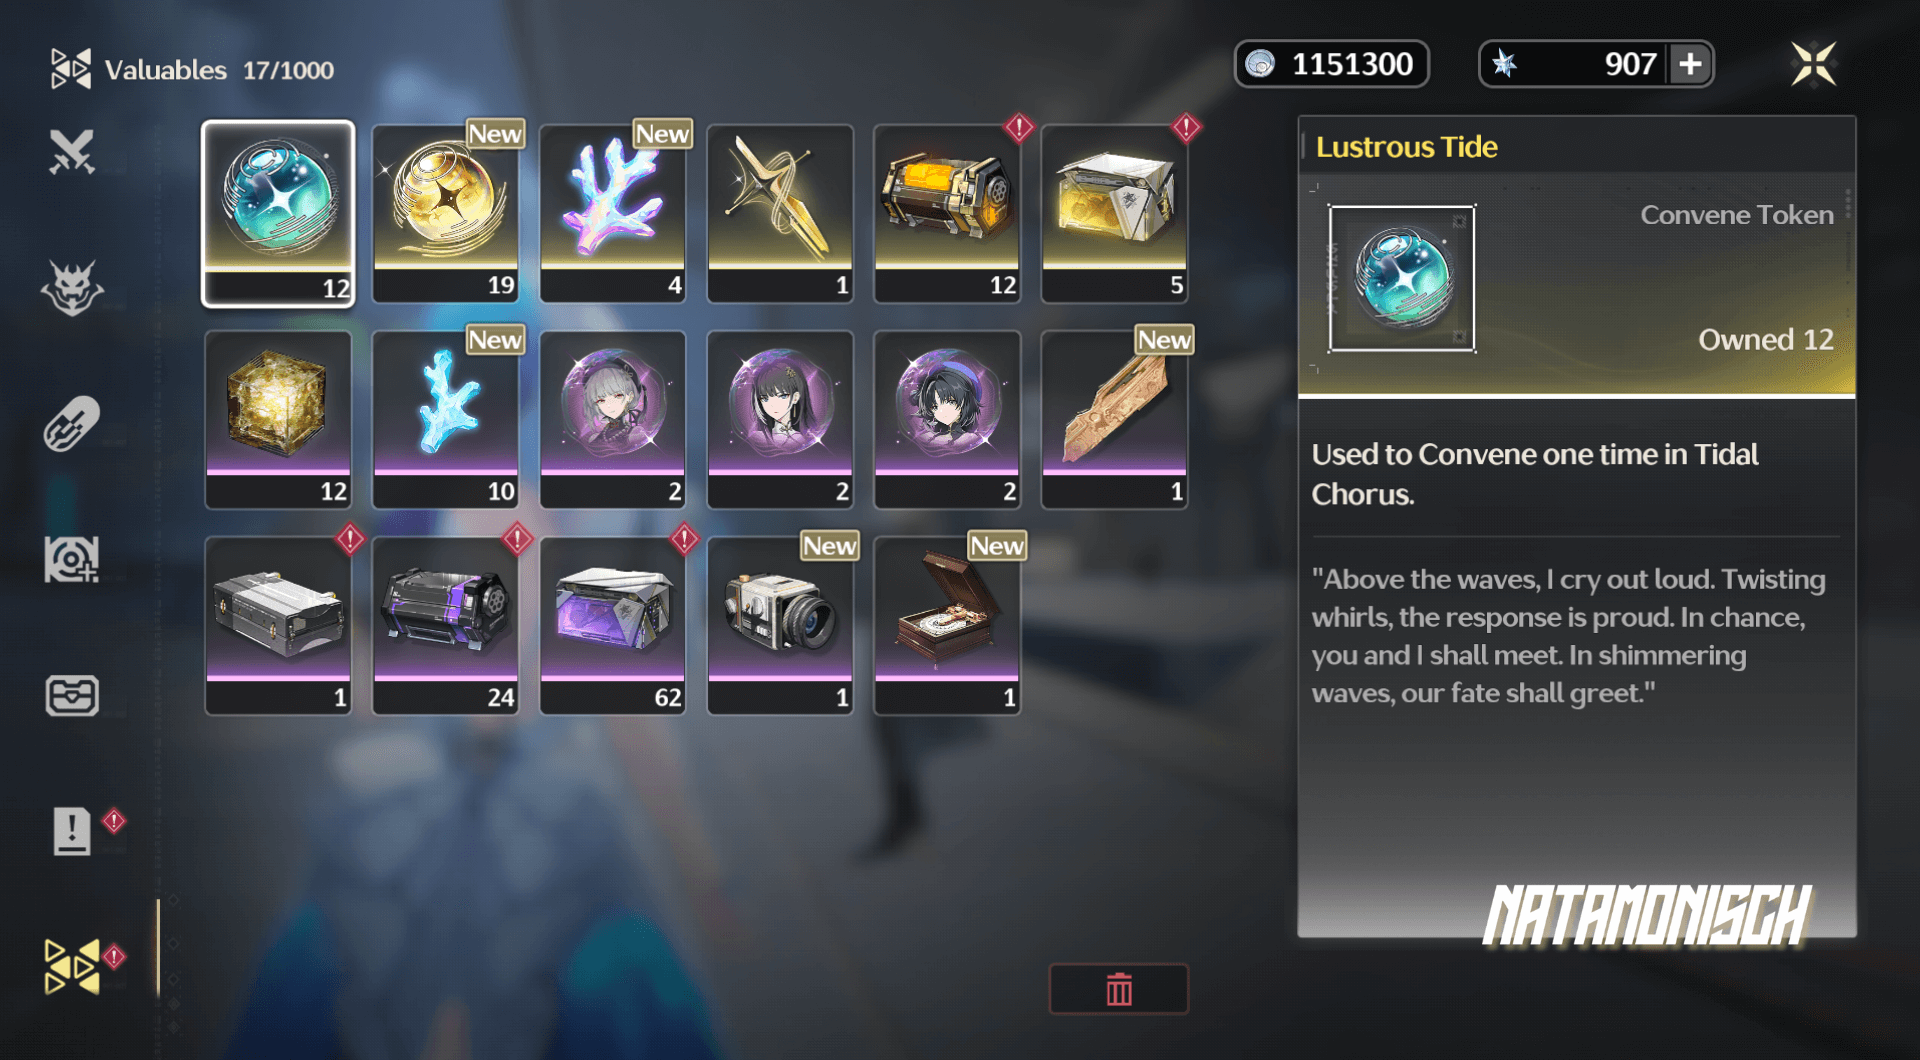 Valuables 17/1000
1151300
907
New
New
12
19
4
1
12
5
New
New
12
10
2
2
2
1
New
New
1
24
62
1
1
Lustrous Tide
Convene Token
Owned 12
Used to Convene one time in Tidal
Chorus.
"Above the waves, I cry out loud. Twisting
whirls, the response is proud. In chance,
you and I shall meet. In shimmering
waves, our fate shall greet."
NATAMONISCH